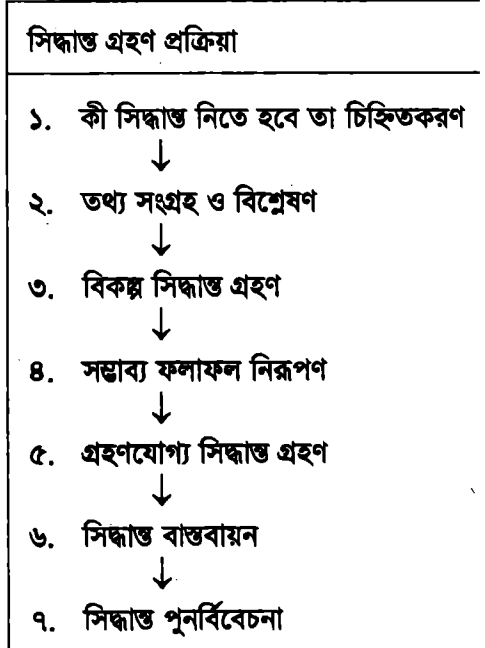 সিদ্ধান্ত গ্রহণ প্রক্রিয়া
১. কী সিদ্ধান্ত নিতে হবে তা চিহ্নিতকরণ
↓
২. তথ্য সংগ্রহ ও বিশ্লেষণ
↓
৩. বিকল্প সিদ্ধান্ত গ্রহণ
↓
৪. সম্ভাব্য ফলাফল নিরূপণ
↓
৫. গ্রহণযোগ্য সিদ্ধান্ত গ্রহণ
↓
৬. সিদ্ধান্ত বাস্তবায়ন
↓
৭. সিদ্ধান্ত পুনর্বিবেচনা